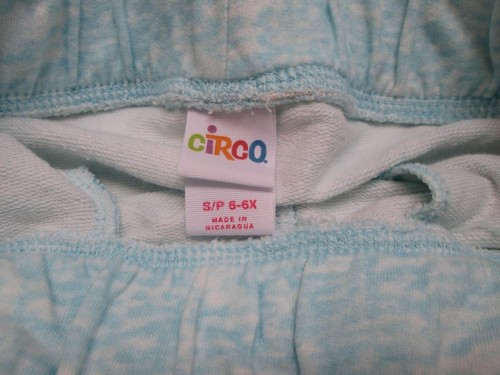 CiRCO
S/P 6-6X
MADE IN
NICARAGUA